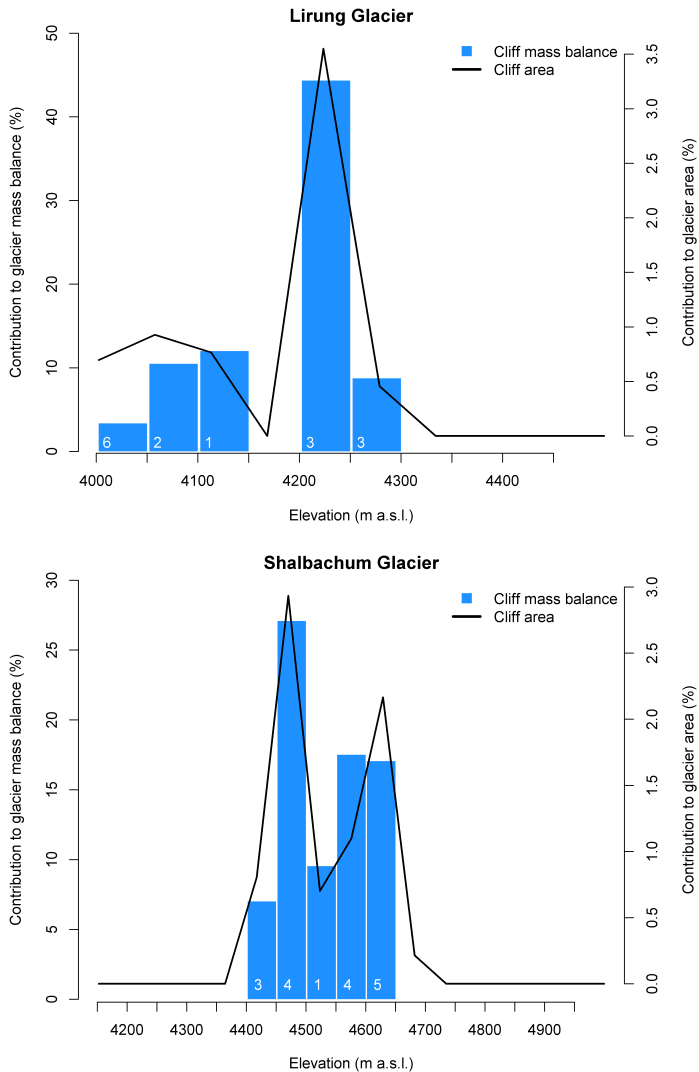 Lirung Glacier
Cliff mass balance
Cliff area
Contribution to glacier mass balance (%)
50
40
30
20
10
0
6 2 1 3 3
3.5
3.0
2.5
2.0
1.5
1.0
0.5
0.0
Contribution to glacier area (%)
4000 4100 4200 4300 4400
Elevation (m a.s.l.)
Shalbachum Glacier
Cliff mass balance
Cliff area
Contribution to glacier mass balance (%)
30
25
20
15
10
5
0
3 4 1 4 5
3.0
2.5
2.0
1.5
1.0
0.5
0.0
Contribution to glacier area (%)
4200 4300 4400 4500 4600 4700 4800 4900
Elevation (m a.s.l.)